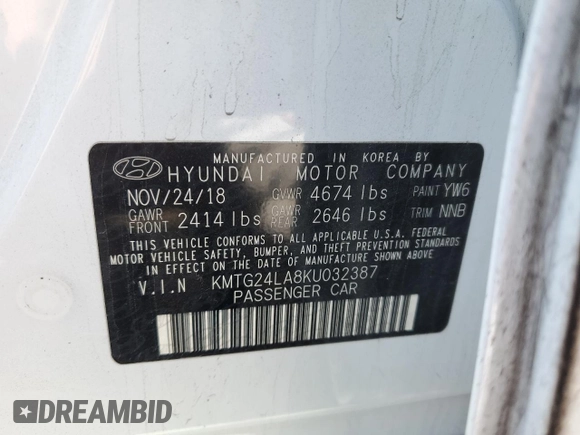 MANUFACTURED IN KOREA BY
HYUNDAI MOTOR COMPANY
NOV/24/18 GVWR 4674 lbs PAINT YW6
GAWR FRONT 2414 lbs GAWR REAR 2646 lbs TRIM NNB
THIS VEHICLE CONFORMS TO ALL APPLICABLE U.S.A. FEDERAL
MOTOR VEHICLE SAFETY, BUMPER, AND THEFT PREVENTION STANDARDS
IN EFFECT ON THE DATE OF MANUFACTURE SHOWN ABOVE.
V.I.N KMTG24LA8KU032387
PASSENGER CAR
DREAMBID